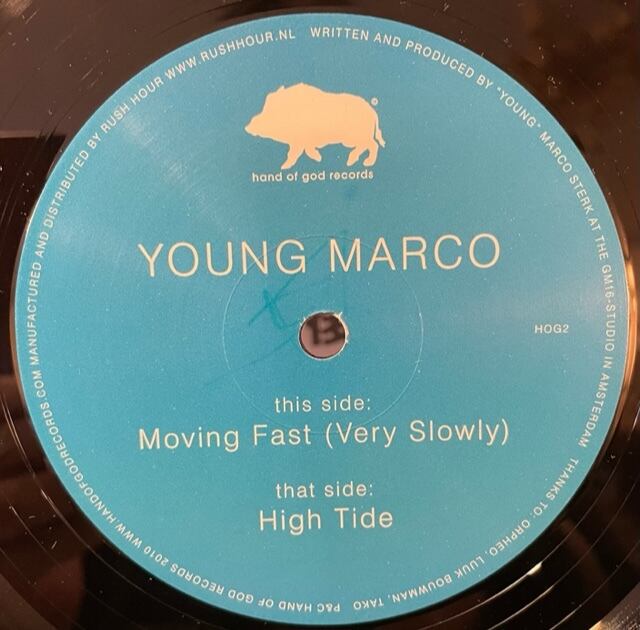 hand of god records
YOUNG MARCO
HOG2
this side:
Moving Fast (Very Slowly)
that side:
High Tide
WRITTEN AND PRODUCED BY "YOUNG" MARCO STERK AT THE GM16-STUDIO IN AMSTERDAM
THANKS TO: ORPHEO, LUUK BOUWMAN, TAKO
P&C HAND OF GOD RECORDS 2010 WWW.HANDOFGODRECORDS.COM MANUFACTURED AND DISTRIBUTED BY RUSH HOUR WWW.RUSHHOUR.NL